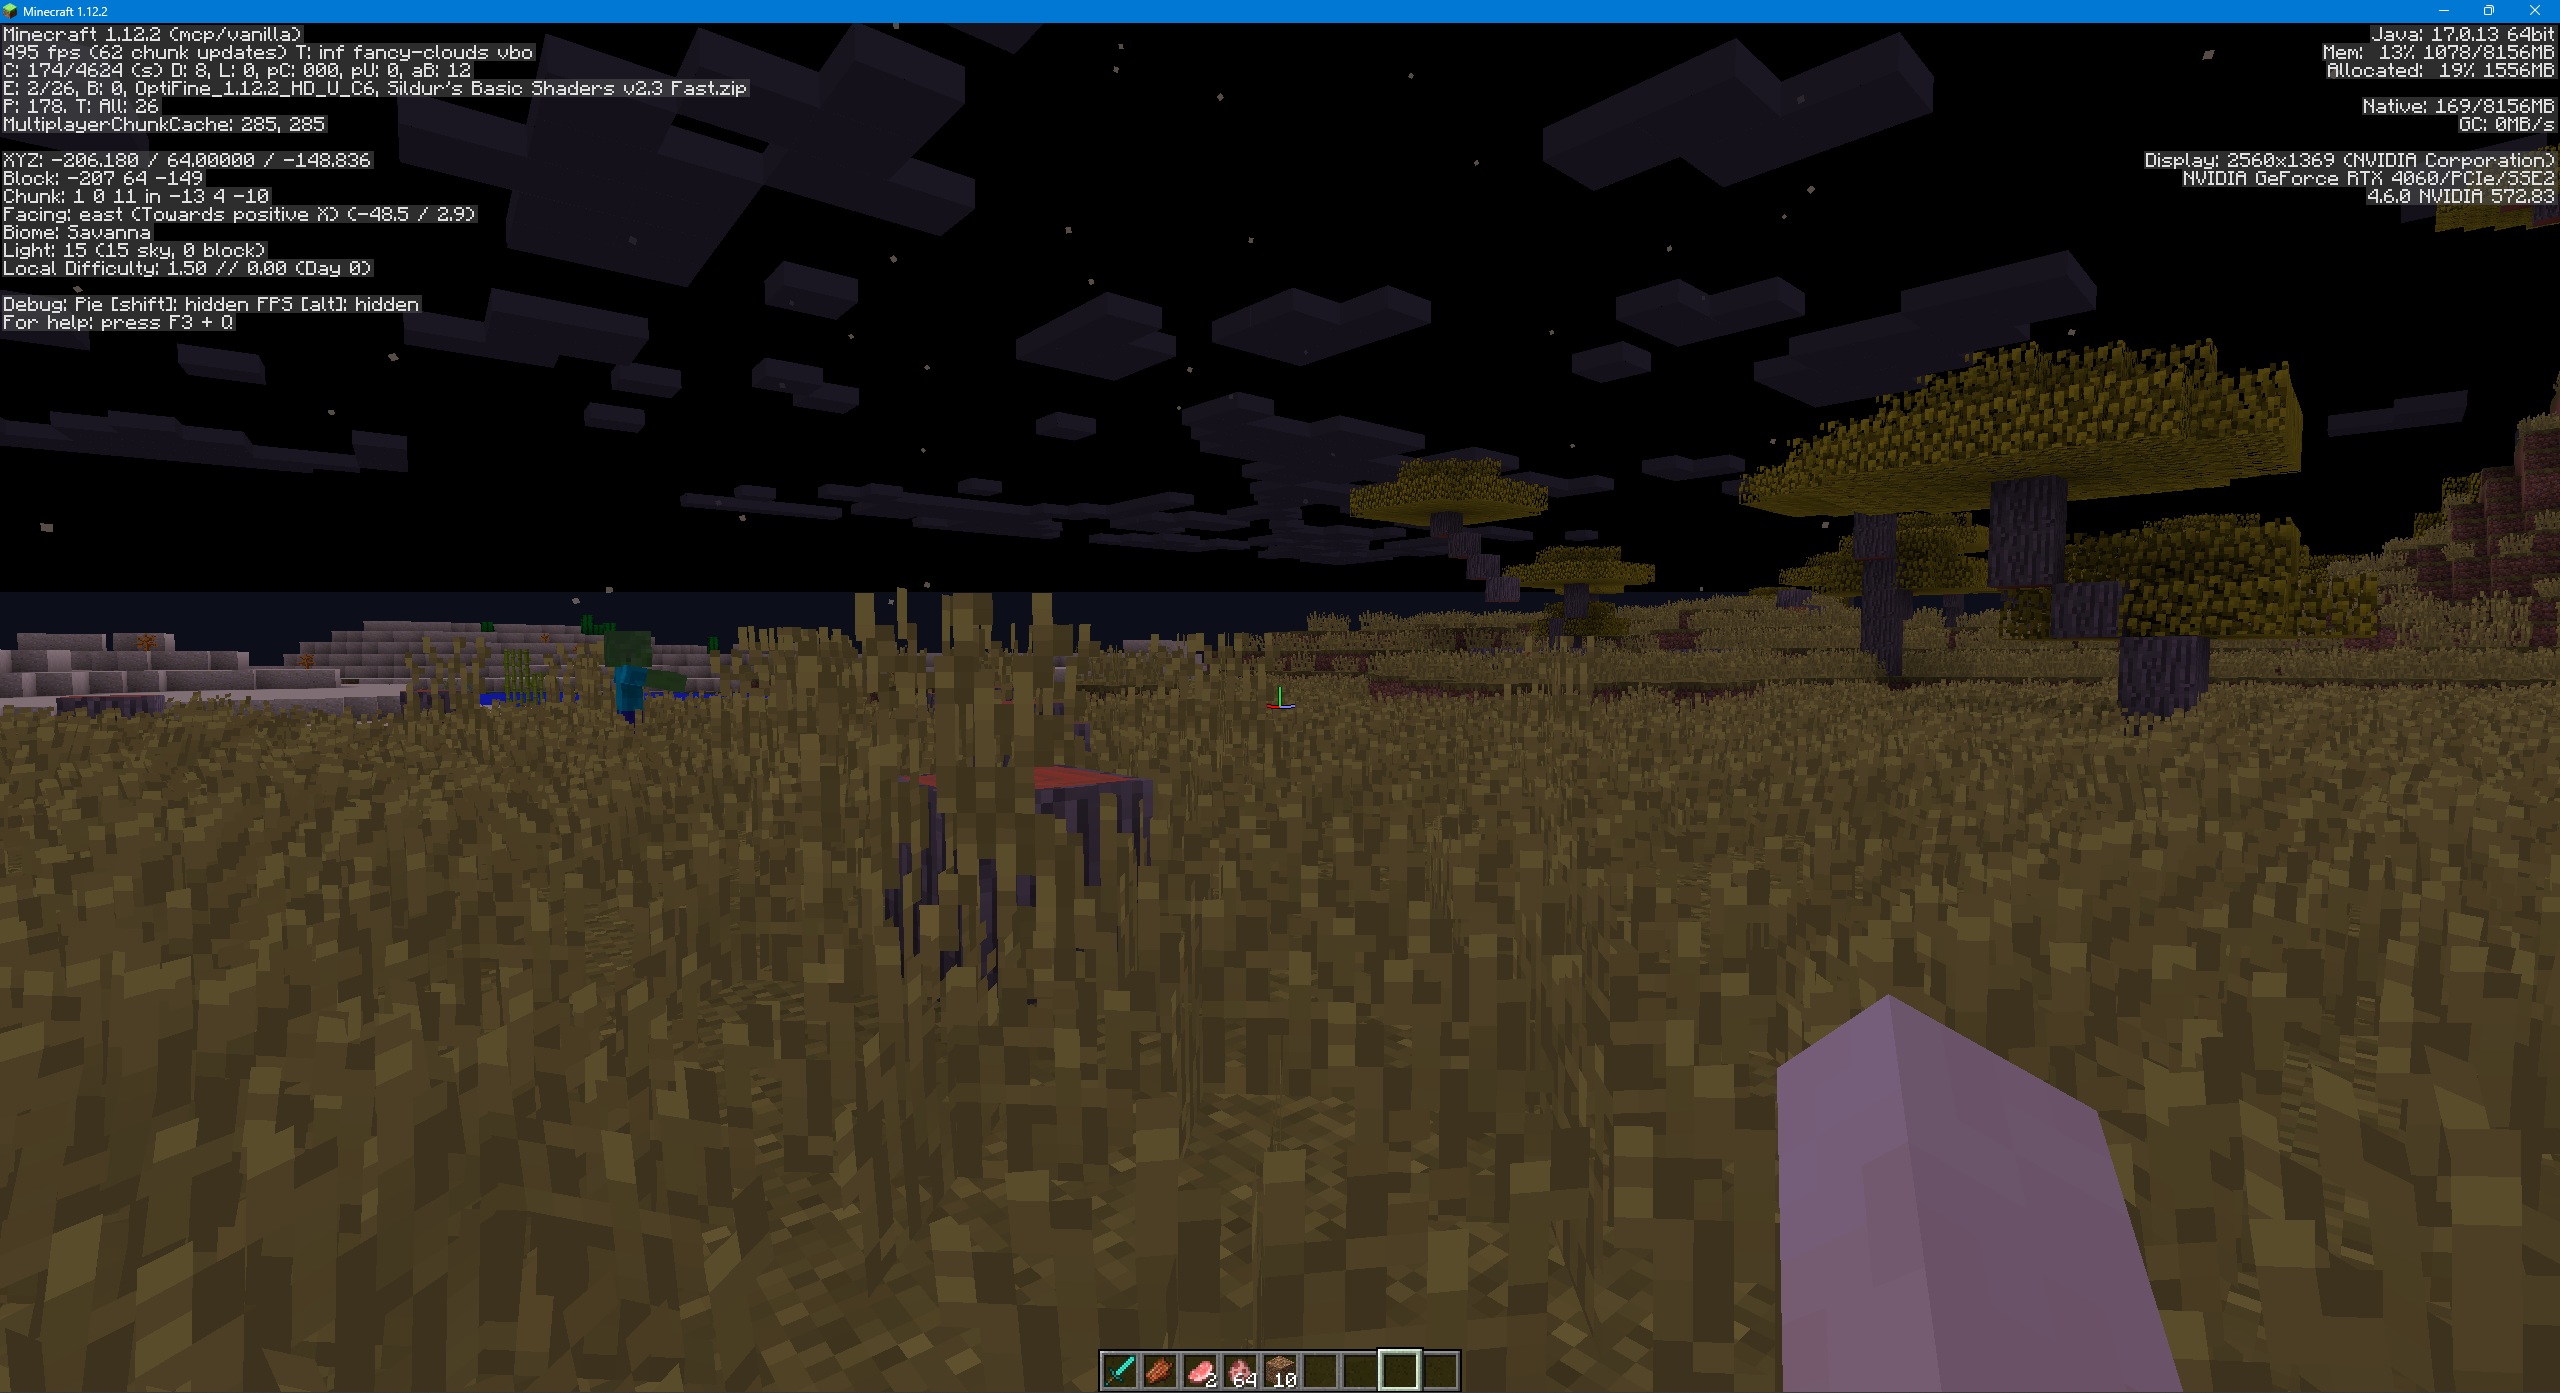 Minecraft 1.12.2
Minecraft 1.12.2 (mcp/vanilla)
495 fps (62 chunk updates) T: inf fancy-clouds vbo
C: 174/4624 (s) D: 8, L: 0, pC: 000, pU: 0, aB: 12
E: 2/26, B: 0, OptiFine_1.12.2_HD_U_C6, Sildur's Basic Shaders v2.3 Fast.zip
P: 178. T: All: 26
MultiplayerChunkCache: 285, 285
XYZ: -206.180 / 64.00000 / -148.836
Block: -207 64 -149
Chunk: 1 0 11 in -13 4 -10
Facing: east (Towards positive X) (-48.5 / 2.9)
Biome: Savanna
Light: 15 (15 sky, 0 block)
Local Difficulty: 1.50 // 0.00 (Day 0)
Debug: Pie [shift]: hidden FPS [alt]: hidden
For help: press F3 + Q
Java: 17.0.13 64bit
Mem: 13% 1078/8156MB
Allocated: 19% 1556MB
Native: 169/8156MB
GC: 0MB/s
Display: 2560x1369 (NVIDIA Corporation)
NVIDIA GeForce RTX 4060/PCIe/SSE2
4.6.0 NVIDIA 572.83
2 64 10